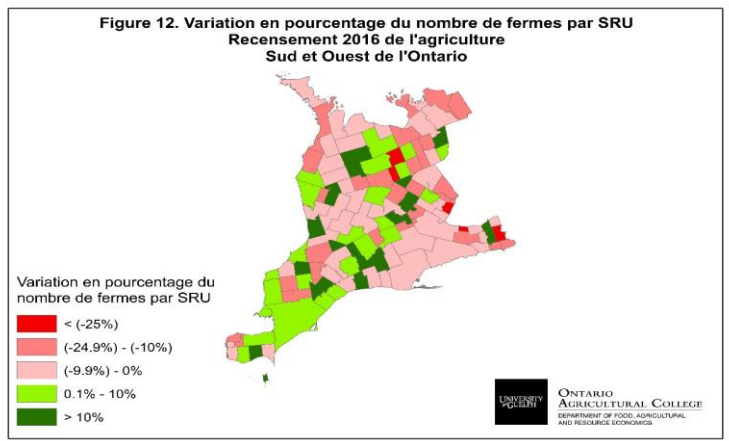 Figure 12. Variation en pourcentage du nombre de fermes par SRU
Recensement 2016 de l'agriculture
Sud et Ouest de l'Ontario
Variation en pourcentage du
nombre de fermes par SRU
< (-25%)
(-24.9%) - (-10%)
(-9.9%) - 0%
0.1% - 10%
> 10%
UNIVERSITY
OF GUELPH
ONTARIO
AGRICULTURAL COLLEGE
DEPARTMENT OF FOOD, AGRICULTURAL
AND RESOURCE ECONOMICS